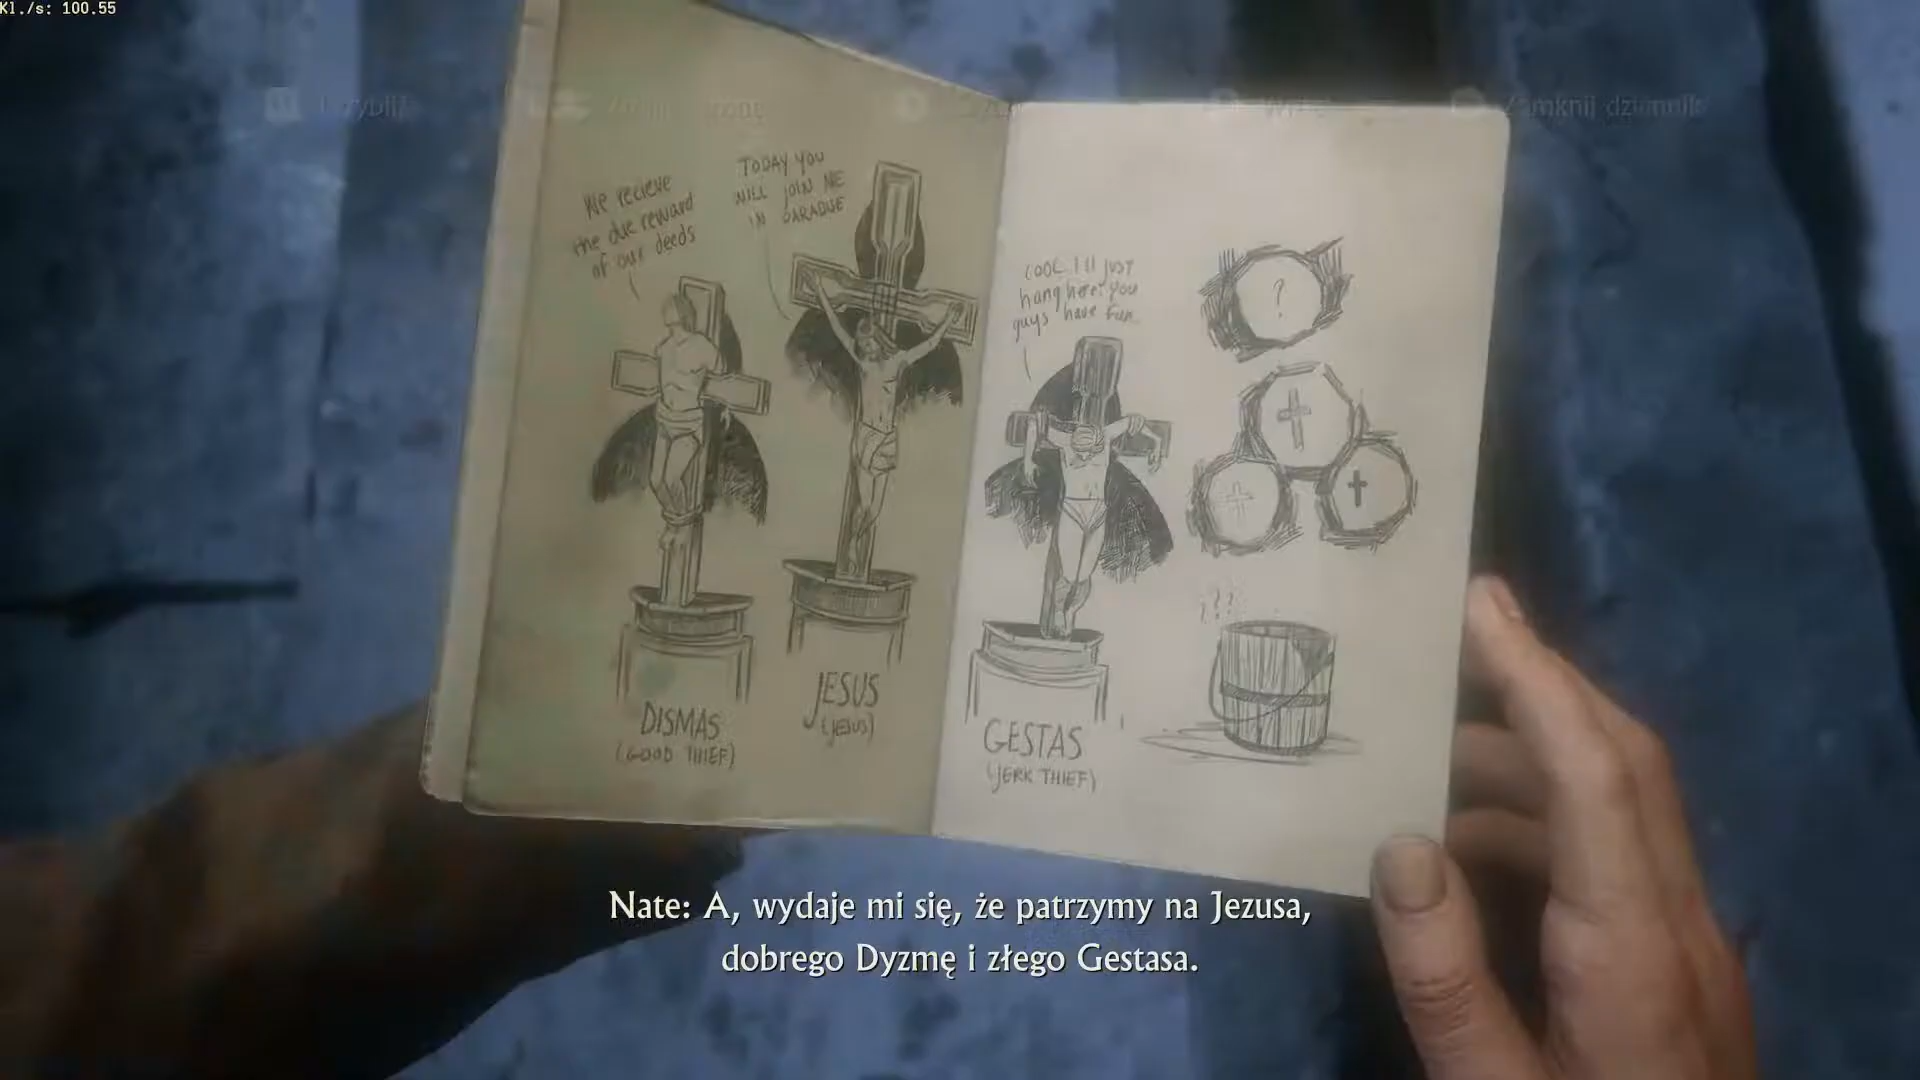 Kl./s: 100.55
Zamknij dziennik
We recieve
the due reward
of our deeds
TODAY YOU
WILL JOIN ME
IN PARADISE
COOL. I'll JUST
hang here. You
guys have fun.
?
???
DISMAS
(GOOD THIEF)
JESUS
(JESUS)
GESTAS
(JERK THIEF)
Nate: A, wydaje mi się, że patrzymy na Jezusa,
dobrego Dyzmę i złego Gestasa.